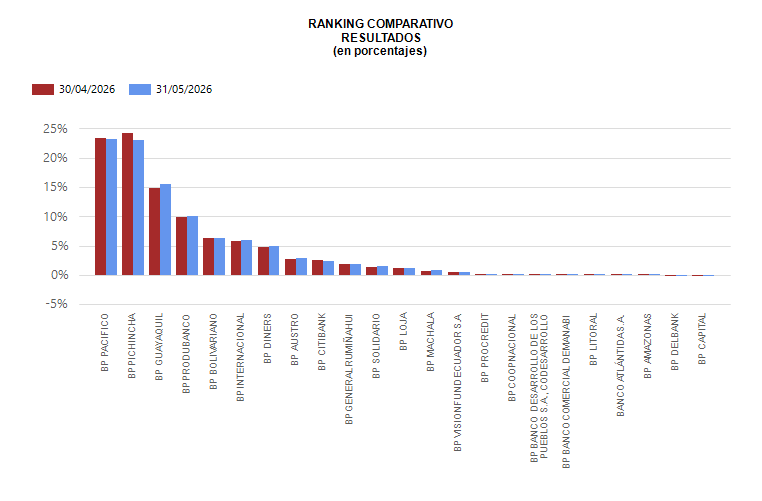 RANKING COMPARATIVO
RESULTADOS
(en porcentajes)
30/04/2026
31/05/2026
25%
20%
15%
10%
5%
0%
-5%
BP PACIFICO
BP PICHINCHA
BP GUAYAQUIL
BP PRODUBANCO
BP BOLIVARIANO
BP INTERNACIONAL
BP DINERS
BP AUSTRO
BP CITIBANK
BP GENERAL RUMIÑAHUI
BP SOLIDARIO
BP LOJA
BP MACHALA
BP VISIONFUND ECUADOR S.A
BP PROCREDIT
BP COOPNACIONAL
BP BANCO DESARROLLO DE LOS
PUEBLOS S.A., CODESARROLLO
BP BANCO COMERCIAL DE MANABI
BP LITORAL
BANCO ATLÁNTIDA S. A.
BP AMAZONAS
BP DELBANK
BP CAPITAL